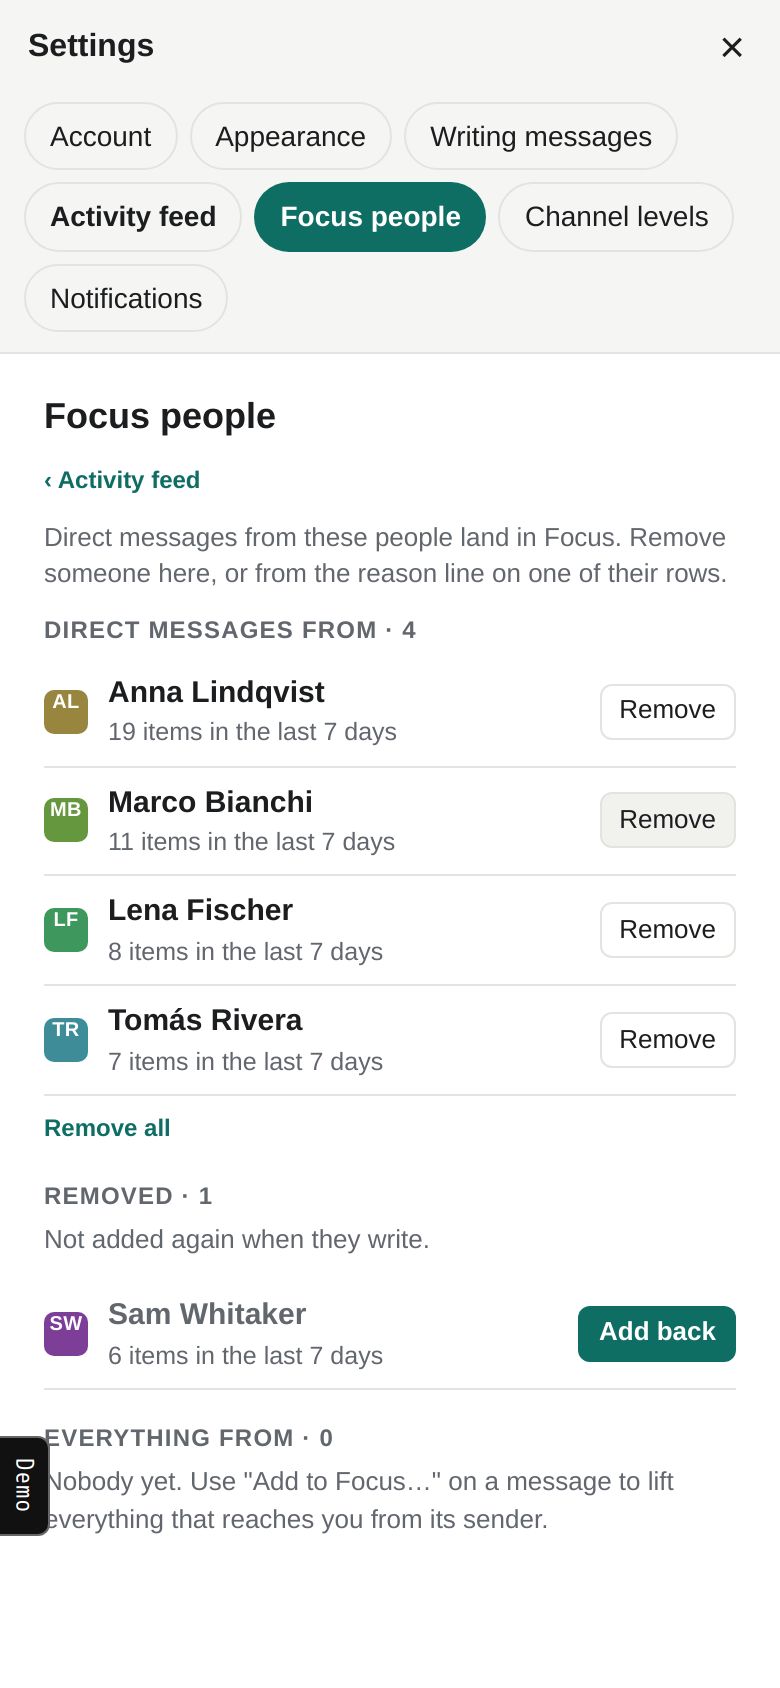 Settings
×
Account
Appearance
Writing messages
Activity feed
Focus people
Channel levels
Notifications
Focus people
‹ Activity feed
Direct messages from these people land in Focus. Remove
someone here, or from the reason line on one of their rows.
DIRECT MESSAGES FROM · 4
AL
Anna Lindqvist
19 items in the last 7 days
Remove
MB
Marco Bianchi
11 items in the last 7 days
Remove
LF
Lena Fischer
8 items in the last 7 days
Remove
TR
Tomás Rivera
7 items in the last 7 days
Remove
Remove all
REMOVED · 1
Not added again when they write.
SW
Sam Whitaker
6 items in the last 7 days
Add back
EVERYTHING FROM · 0
Nobody yet. Use "Add to Focus…" on a message to lift
everything that reaches you from its sender.
Demo